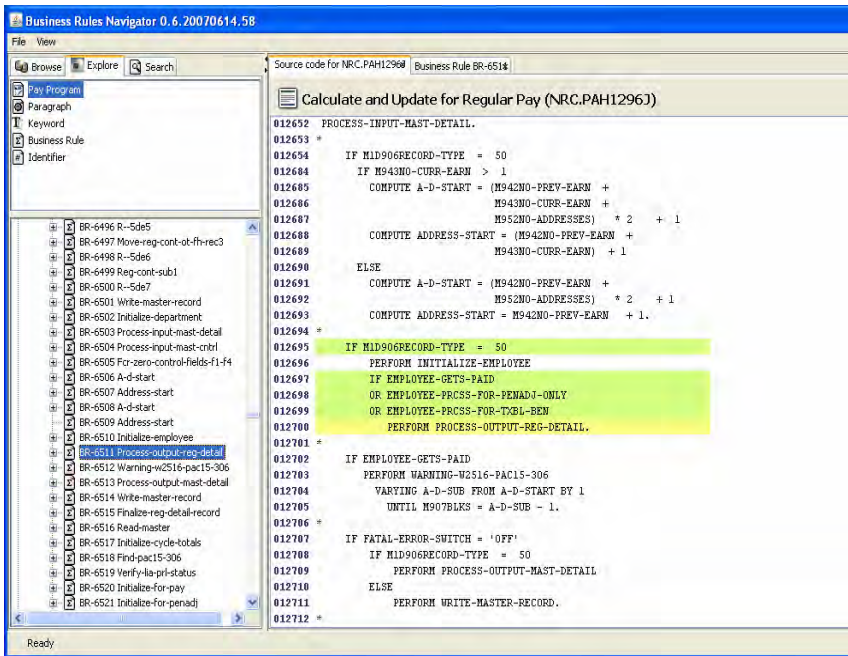 Business Rules Navigator 0.6.20070614.58
File View
Browse Explore Search
Pay Program
Paragraph
Keyword
Business Rule
Identifier
BR-6496 R--5de5
BR-6497 Move-reg-cont-ot-fh-rec3
BR-6498 R--5de6
BR-6499 Reg-cont-sub1
BR-6500 R--5de7
BR-6501 Write-master-record
BR-6502 Initialize-department
BR-6503 Process-input-mast-detail
BR-6504 Process-input-mast-cntrl
BR-6505 Fcr-zero-control-fields-f1-f4
BR-6506 A-d-start
BR-6507 Address-start
BR-6508 A-d-start
BR-6509 Address-start
BR-6510 Initialize-employee
BR-6511 Process-output-reg-detail
BR-6512 Warning-w2516-pac15-306
BR-6513 Process-output-mast-detail
BR-6514 Write-master-record
BR-6515 Finalize-reg-detail-record
BR-6516 Read-master
BR-6517 Initialize-cycle-totals
BR-6518 Find-pac15-306
BR-6519 Verify-lia-prl-status
BR-6520 Initialize-for-pay
BR-6521 Initialize-for-penadj
Source code for Business Rule
Calculate and Update for Regular Pay (NRC.PAH1296J)
012652 PROCESS-INPUT-MAST-DETAIL.
012653 *
012654 IF M1D906RECORD-TYPE = 50
012684 IF M943NO-CURR-EARN > 1
012685 COMPUTE A-D-START = (M942NO-PREV-EARN +
012686 M943NO-CURR-EARN +
012687 M952NO-ADDRESSES) * 2 + 1
012688 COMPUTE ADDRESS-START = (M942NO-PREV-EARN +
012689 M943NO-CURR-EARN) + 1
012690 ELSE
012691 COMPUTE A-D-START = (M942NO-PREV-EARN +
012692 M952NO-ADDRESSES) * 2 + 1
012693 COMPUTE ADDRESS-START = M942NO-PREV-EARN + 1.
012694 *
012695 IF M1D906RECORD-TYPE = 50
012696 PERFORM INITIALIZE-EMPLOYEE
012697 IF EMPLOYEE-GETS-PAID
012698 OR EMPLOYEE-PRCSS-FOR-PENADJ-ONLY
012699 OR EMPLOYEE-PRCSS-FOR-TXBL-BEN
012700 PERFORM PROCESS-OUTPUT-REG-DETAIL.
012701 *
012702 IF EMPLOYEE-GETS-PAID
012703 PERFORM WARNING-W2516-PAC15-306
012704 VARYING A-D-SUB FROM A-D-START BY 1
012705 UNTIL M907BLKS = A-D-SUB - 1.
012706 *
012707 IF FATAL-ERROR-SWITCH = 'OFF'
012708 IF M1D906RECORD-TYPE = 50
012709 PERFORM PROCESS-OUTPUT-MAST-DETAIL
012710 ELSE
012711 PERFORM WRITE-MASTER-RECORD.
012712 *
Ready